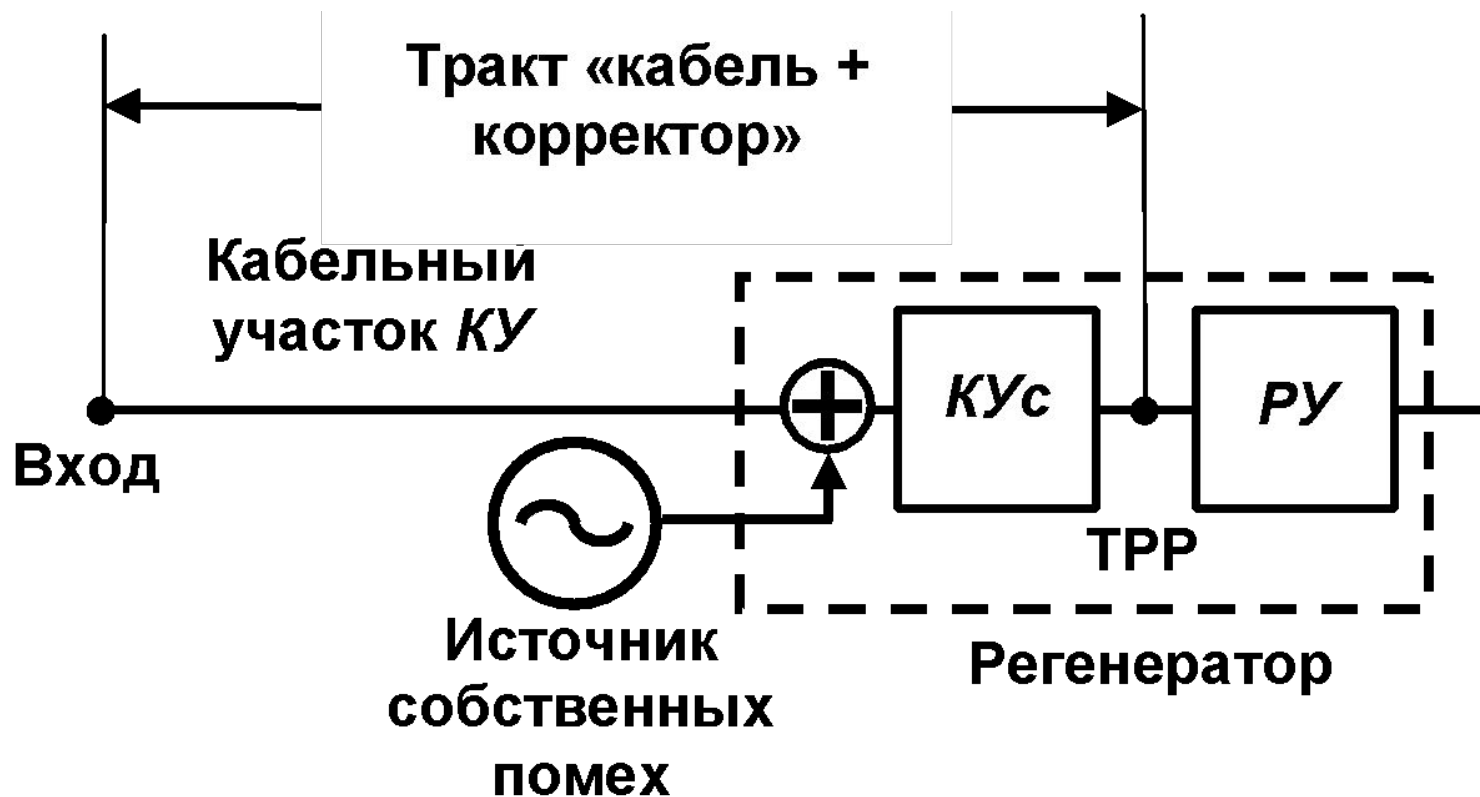 Тракт «кабель +
корректор»
Кабельный
участок КУ
КУс
РУ
Вход
ТРР
Источник
собственных
помех
Регенератор